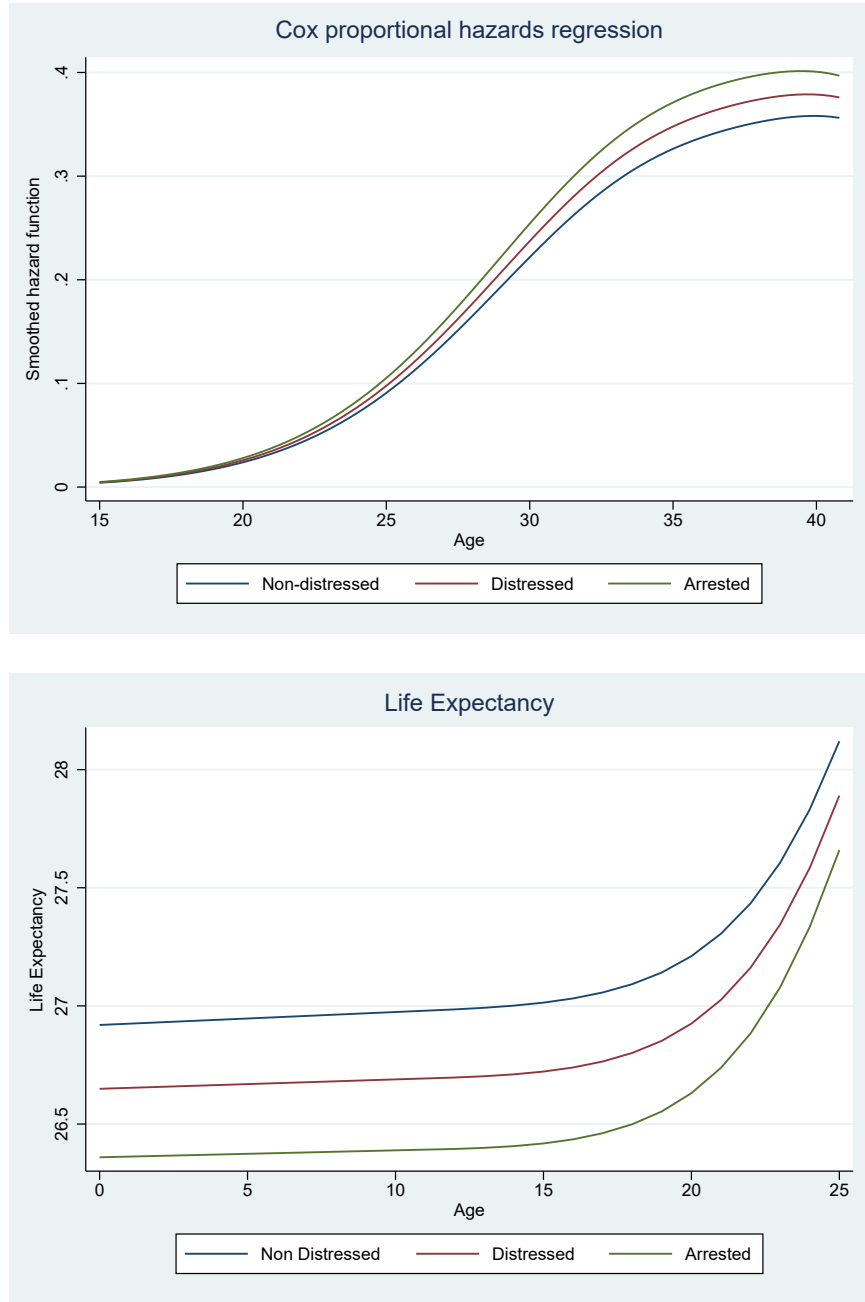 Cox proportional hazards regression
.4
.3
.2
.1
0
Smoothed hazard function
15 20 25 30 35 40
Age
Non-distressed Distressed Arrested
Life Expectancy
28
27.5
27
26.5
Life Expectancy
0 5 10 15 20 25
Age
Non Distressed Distressed Arrested